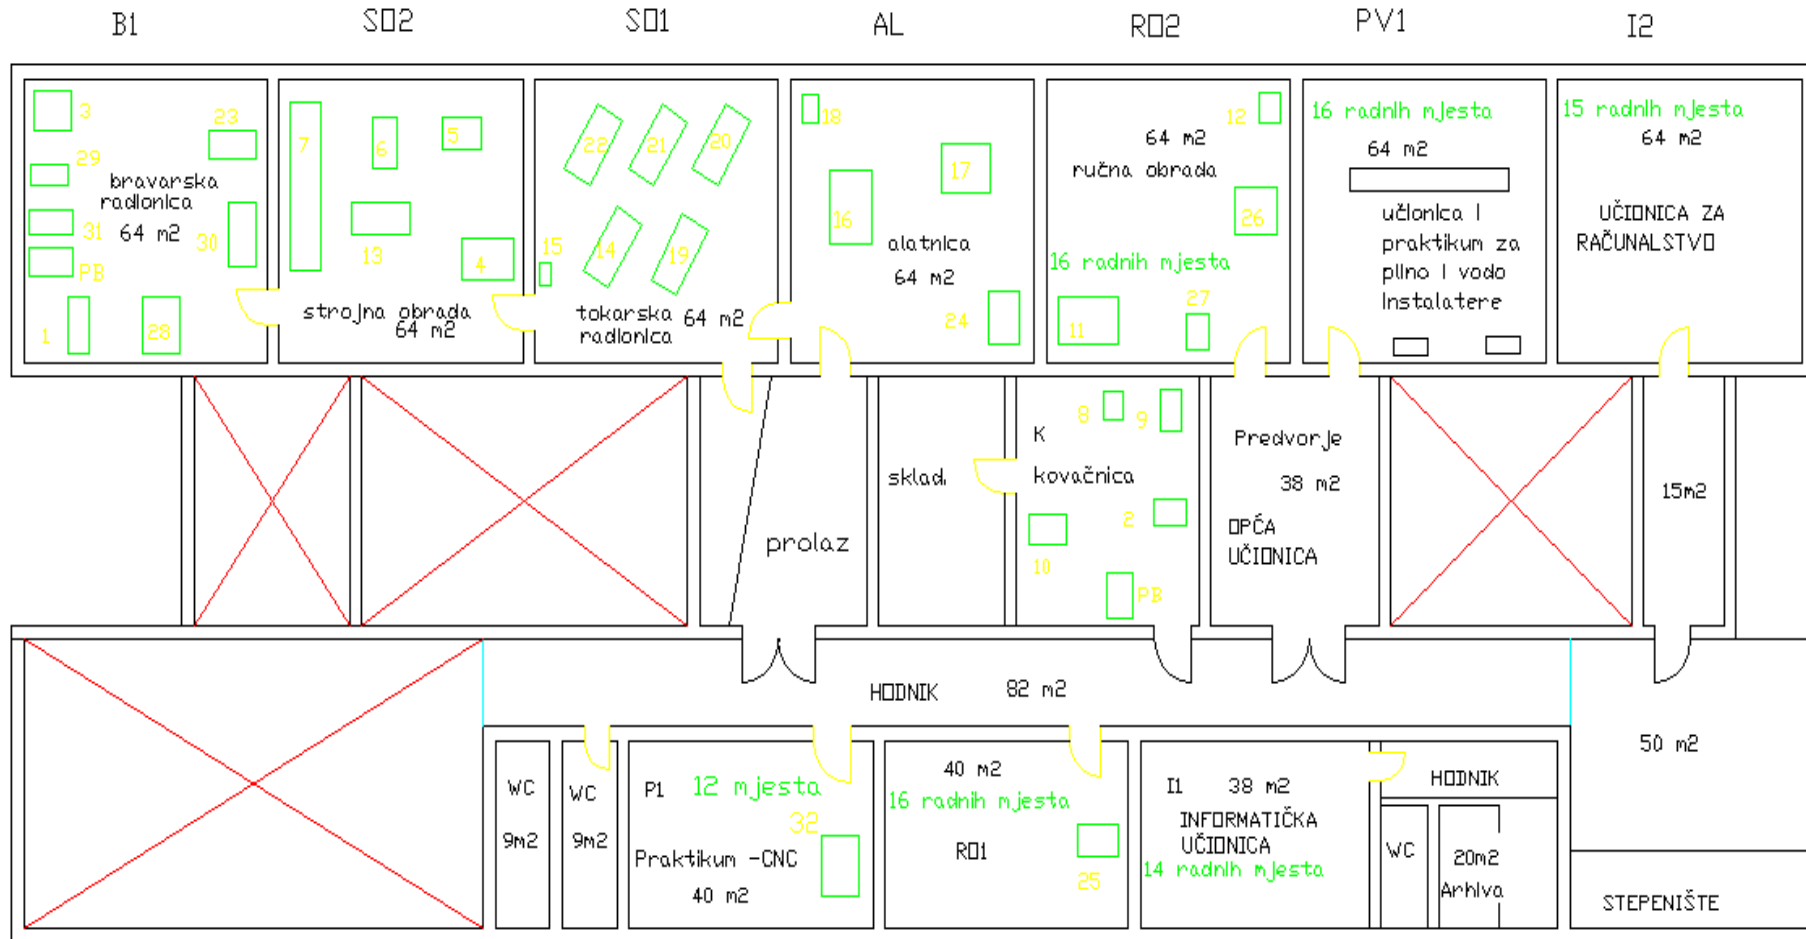 B1
SO2
SO1
AL
RO2
PV1
I2
3
23
29
bravarska
radionica
64 m2
31
30
PB
1
28
7
6
5
13
4
strojna obrada
64 m2
22
21
20
15
14
19
tokarska
radionica
64 m2
18
17
16
alatnica
64 m2
24
12
64 m2
ručna obrada
26
16 radnih mjesta
27
11
16 radnih mjesta
64 m2
učionica i
praktikum za
plino i vodo
Instalatere
15 radnih mjesta
64 m2
UČIONICA ZA
RAČUNALSTVO
prolaz
sklad.
8
9
K
kovačnica
2
10
PB
Predvorje
38 m2
OPĆA
UČIONICA
15m2
HODNIK
82 m2
50 m2
WC
9m2
WC
9m2
P1
12 mjesta
32
Praktikum -CNC
40 m2
40 m2
16 radnih mjesta
RO1
25
I1
38 m2
INFORMATIČKA
UČIONICA
14 radnih mjesta
HODNIK
WC
20m2
Arhiva
STEPENIŠTE